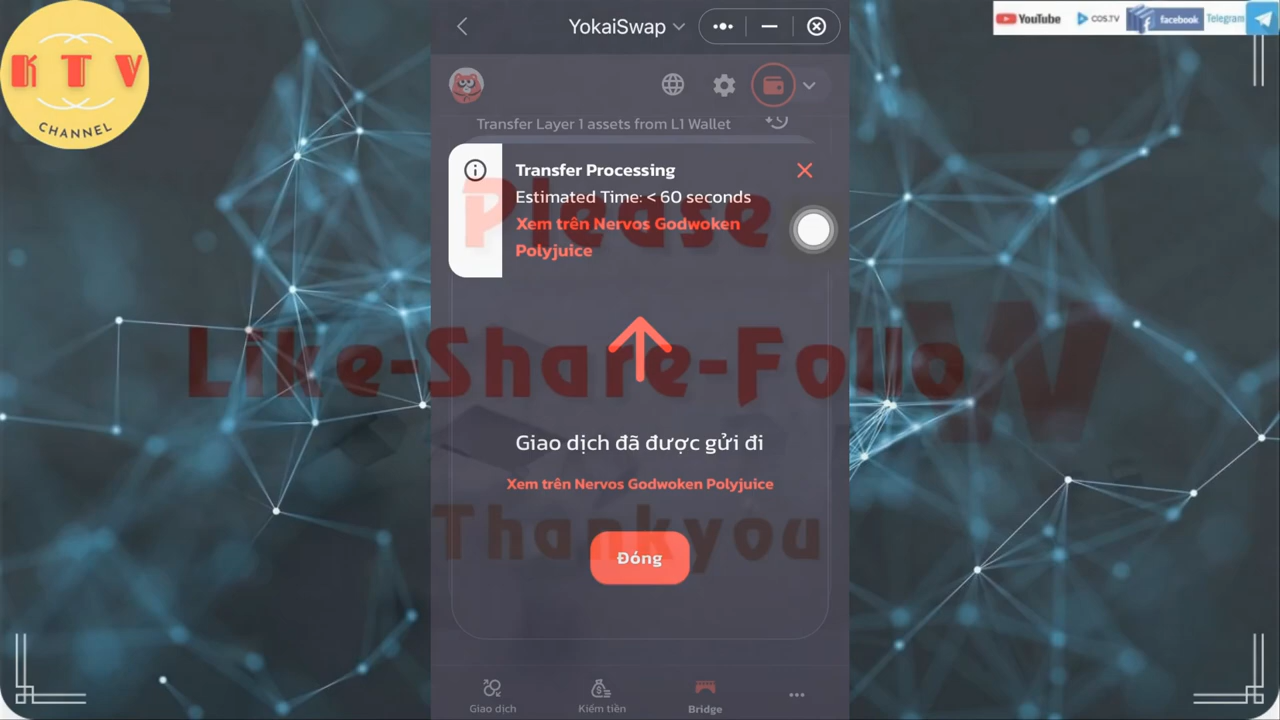 K T V
CHANNEL
YokaiSwap
YouTube
COS.TV
facebook
Telegram
Transfer Layer 1 assets from L1 Wallet
Transfer Processing
Estimated Time: < 60 seconds
Xem trên Nervos Godwoken
Polyjuice
Please
Like-Share-Follow
Giao dịch đã được gửi đi
Xem trên Nervos Godwoken Polyjuice
Thankyou
Đóng
Giao dịch
Kiếm tiền
Bridge